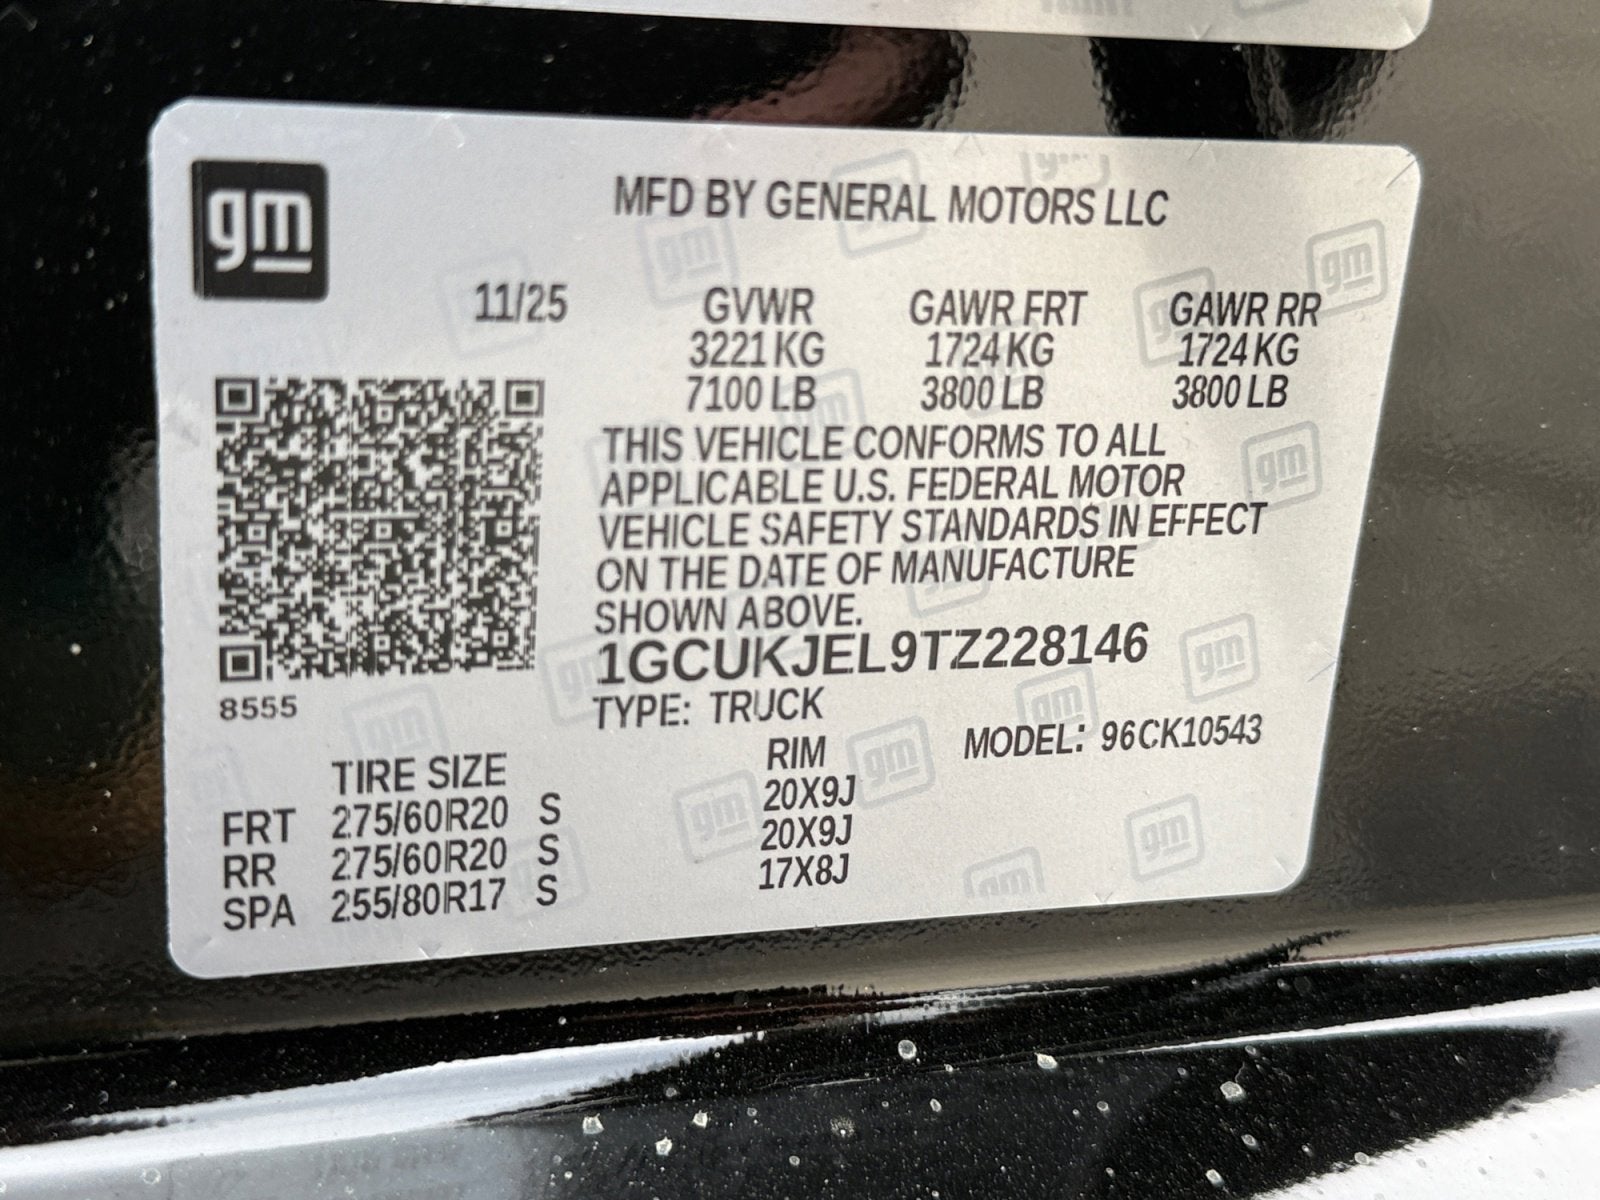 gm
MFD BY GENERAL MOTORS LLC
11/25
GVWR GAWR FRT GAWR RR
3221 KG 1724 KG 1724 KG
7100 LB 3800 LB 3800 LB
THIS VEHICLE CONFORMS TO ALL
APPLICABLE U.S. FEDERAL MOTOR
VEHICLE SAFETY STANDARDS IN EFFECT
ON THE DATE OF MANUFACTURE
SHOWN ABOVE.
1GCUKJEL9TZ228146
8555
TYPE: TRUCK
MODEL: 96CK10543
TIRE SIZE RIM
FRT 275/60R20 S 20X9J
RR 275/60R20 S 20X9J
SPA 255/80R17 S 17X8J